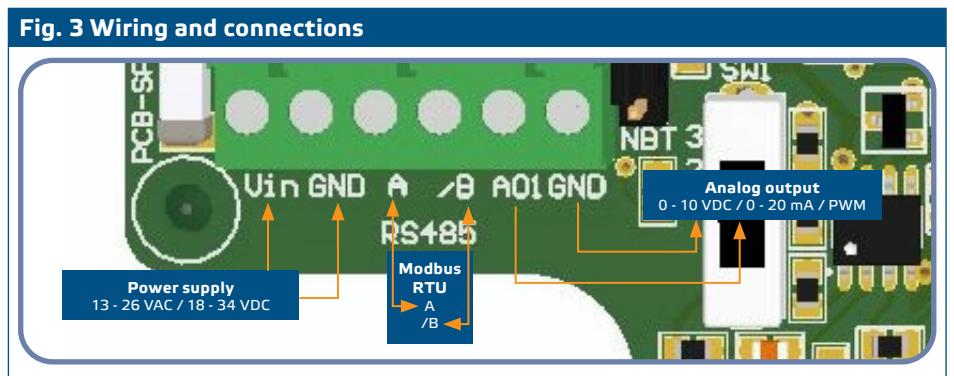 Fig. 3 Wiring and connections
PCB-SF
SW1
NBT 3
Vin GND A /B AO1 GND
RS485
Analog output
0 - 10 VDC / 0 - 20 mA / PWM
Power supply
13 - 26 VAC / 18 - 34 VDC
Modbus
RTU
A
/B